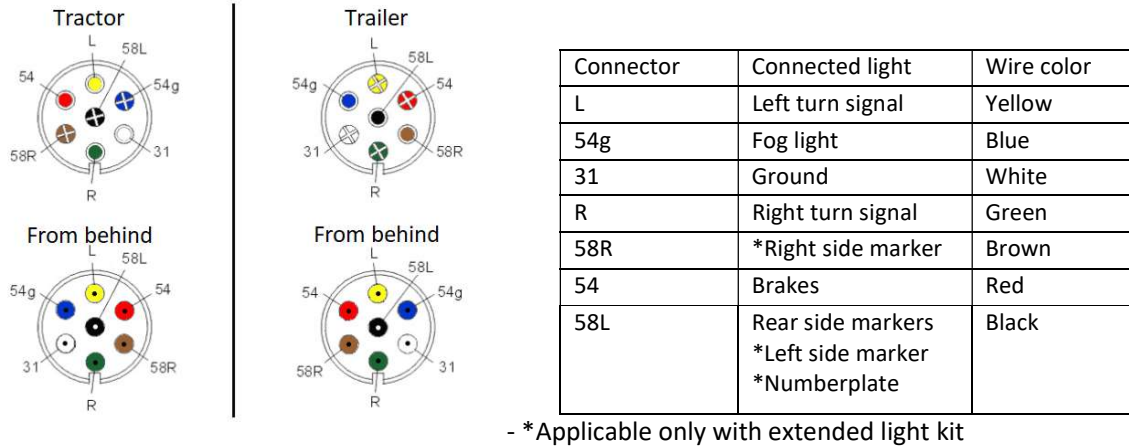 Tractor
L
58L
54
54g
58R
31
R
Trailer
L
58L
54g
54
31
58R
R
From behind
L
58L
54g
54
31
58R
R
From behind
L
58L
54
54g
58R
31
R
Connector Connected light Wire color
L Left turn signal Yellow
54g Fog light Blue
31 Ground White
R Right turn signal Green
58R *Right side marker Brown
54 Brakes Red
58L Rear side markers Black
*Left side marker
*Numberplate
- *Applicable only with extended light kit